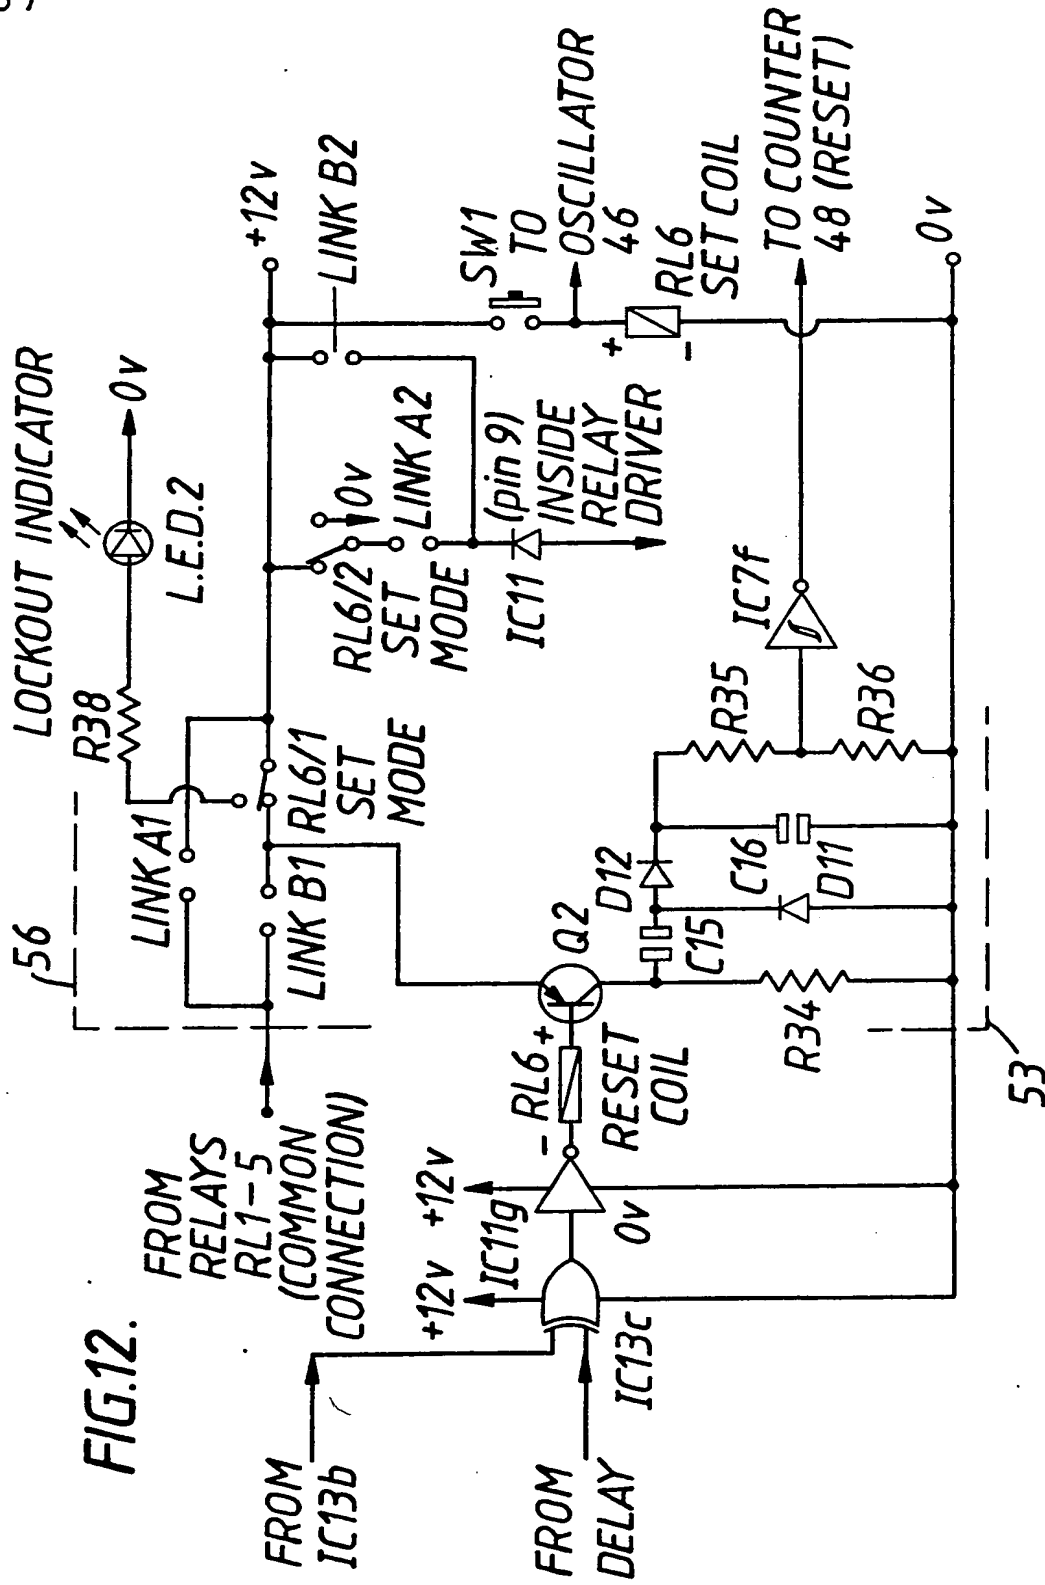 FIG.12.
LOCKOUT INDICATOR
56
R38
L.E.D.2
0v
LINK A1
LINK B1
RL6/1
SET
MODE
+12v
LINK B2
FROM
RELAYS
RL1-5
(COMMON
CONNECTION)
RL6/2
SET
MODE
0v
LINK A2
IC11
(pin 9)
INSIDE
RELAY
DRIVER
SW1
TO
OSCILLATOR
46
+
-
RL6
SET COIL
FROM
IC13b
FROM
DELAY
+12v
+12v
IC11g
0v
IC13c
- RL6 +
RESET
COIL
Q2
D12
C15
C16
D11
R34
R35
R36
IC7f
TO COUNTER
48 (RESET)
0v
53